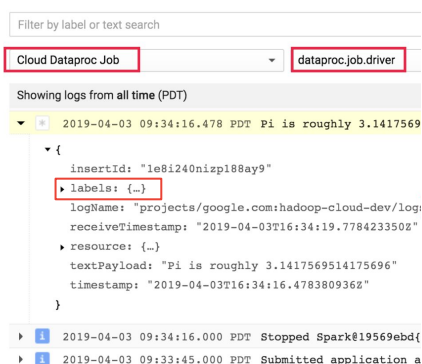 Filter by label or text search
Cloud Dataproc Job
dataproc.job.driver
Showing logs from all time (PDT)
2019-04-03 09:34:16.478 PDT Pi is roughly 3.1417569
{
insertId: "1e8i240nizp188ay9"
labels: {…}
logName: "projects/google.com:hadoop-cloud-dev/logs
receiveTimestamp: "2019-04-03T16:34:19.778423350Z"
resource: {…}
textPayload: "Pi is roughly 3.1417569514175696"
timestamp: "2019-04-03T16:34:16.478380936Z"
}
i 2019-04-03 09:34:16.000 PDT Stopped Spark@19569ebd{
i 2019-04-03 09:33:45.000 PDT Submitted application a